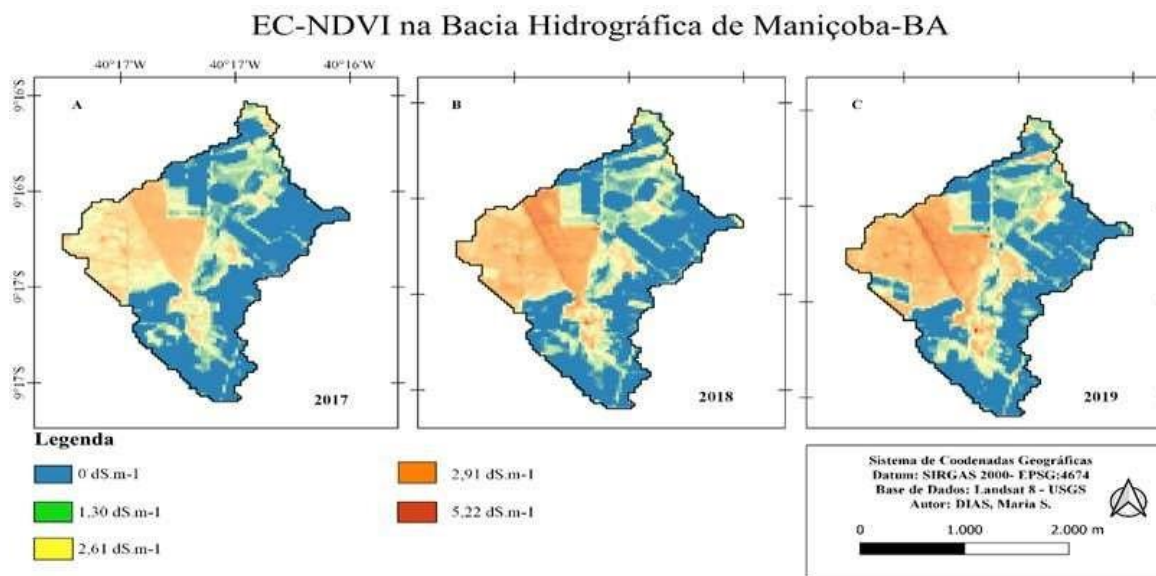 EC-NDVI na Bacia Hidrográfica de Maniçoba-BA
40°17'W 40°17'W 40°16'W
9°16'S
9°16'S
9°17'S
9°17'S
A
2017
B
2018
C
2019
Legenda
0 dS.m-1
1,30 dS.m-1
2,61 dS.m-1
2,91 dS.m-1
5,22 dS.m-1
Sistema de Coodenadas Geográficas
Datum: SIRGAS 2000- EPSG:4674
Base de Dados: Landsat 8 - USGS
Autor: DIAS, Maria S.
0 1.000 2.000 m